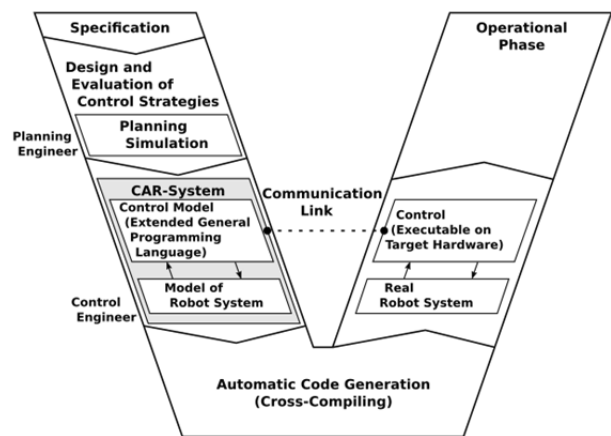 Specification
Design and
Evaluation of
Control Strategies
Planning
Simulation
Planning
Engineer
CAR-System
Control Model
(Extended General
Programming
Language)
Model of
Robot System
Control
Engineer
Communication
Link
Operational
Phase
Control
(Executable on
Target Hardware)
Real
Robot System
Automatic Code Generation
(Cross-Compiling)